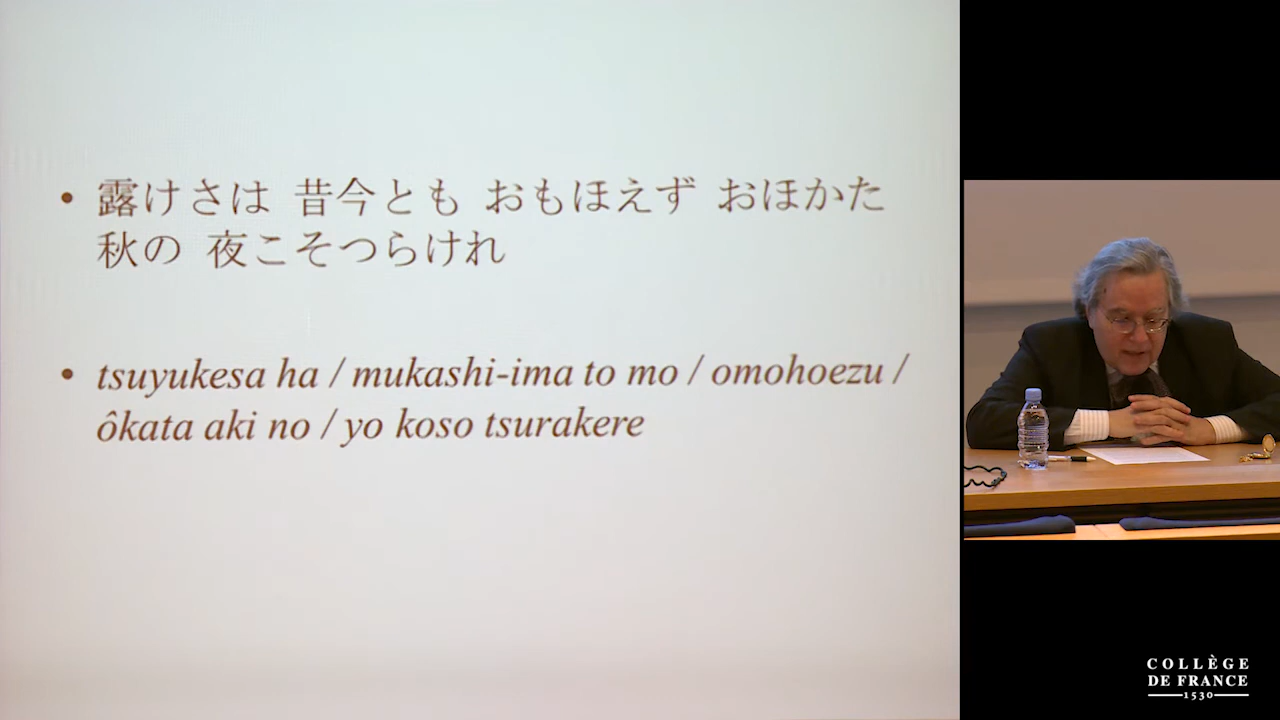 • 露けさは 昔今とも おもほえず おほかた
秋の 夜こそつらけれ
• tsuyukesa ha / mukashi-ima to mo / omohoezu /
ôkata aki no / yo koso tsurakere
COLLÈGE
DE FRANCE
1530